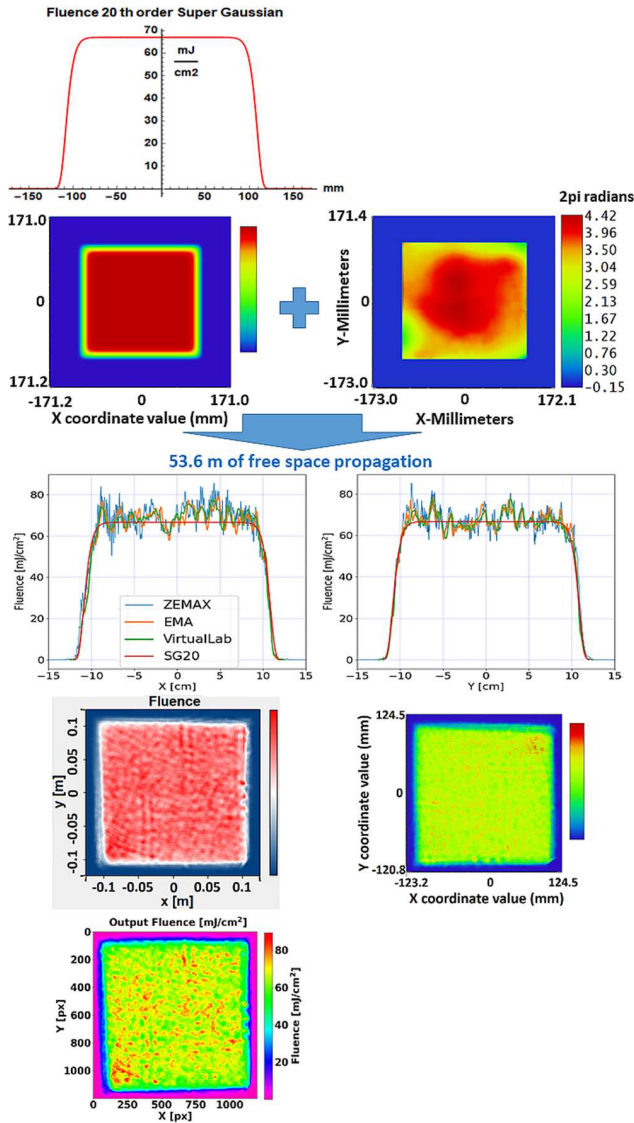 Fluence 20 th order Super Gaussian
70
60
50
40
30
20
10
mJ
cm2
−150 −100 −50 0 50 100 150 mm
171.0
0
171.2
-171.2 0 171.0
X coordinate value (mm)
2pi radians
171.4
0
-173.0
Y-Millimeters
-173.0 0 172.1
X-Millimeters
4.42
3.96
3.50
3.04
2.59
2.13
1.67
1.22
0.76
0.30
-0.15
53.6 m of free space propagation
80
60
40
20
0
Fluence [mJ/cm²]
ZEMAX
EMA
VirtualLab
SG20
−15 −10 −5 0 5 10 15
X [cm]
80
60
40
20
0
Fluence [mJ/cm²]
−15 −10 −5 0 5 10 15
Y [cm]
Fluence
0.1
0.05
0
-0.05
-0.1
y [m]
-0.1 -0.05 0 0.05 0.1
x [m]
124.5
0
-120.8
Y coordinate value (mm)
-123.2 0 124.5
X coordinate value (mm)
Output Fluence [mJ/cm²]
0
200
400
600
800
1000
Y [px]
0 250 500 750 1000
X [px]
80
60
40
20
Fluence [mJ/cm²]